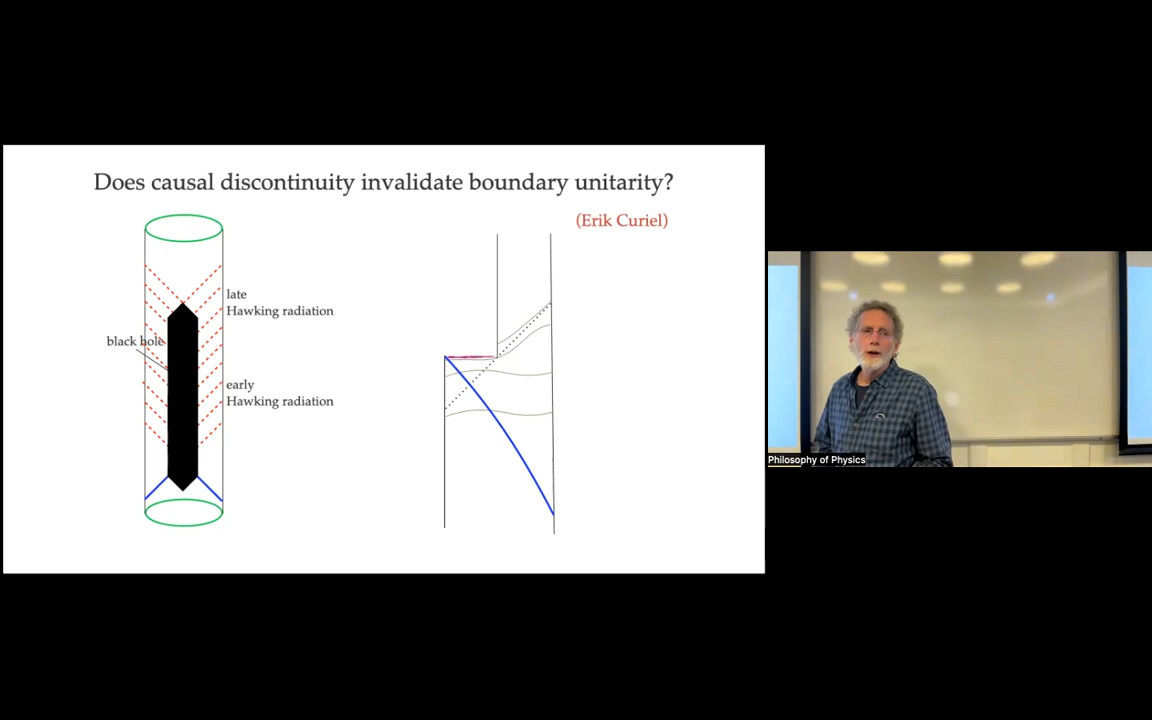 Does causal discontinuity invalidate boundary unitarity?
(Erik Curiel)
late
Hawking radiation
black hole
early
Hawking radiation
Philosophy of Physics